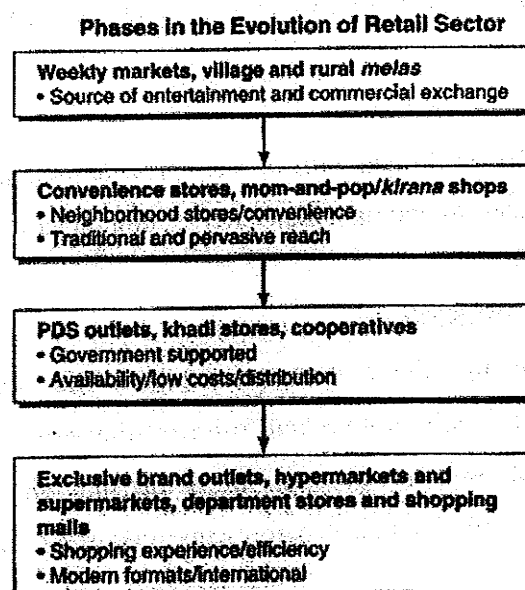 Phases in the Evolution of Retail Sector
Weekly markets, village and rural melas
• Source of entertainment and commercial exchange
Convenience stores, mom-and-pop/kirana shops
• Neighborhood stores/convenience
• Traditional and pervasive reach
PDS outlets, khadi stores, cooperatives
• Government supported
• Availability/low costs/distribution
Exclusive brand outlets, hypermarkets and
supermarkets, department stores and shopping
malls
• Shopping experience/efficiency
• Modern formats/international